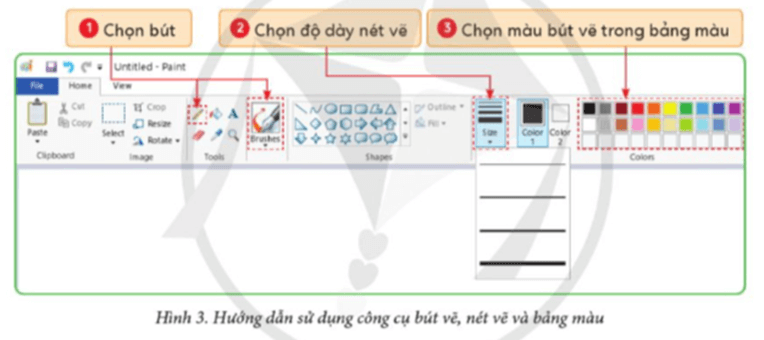 1 Chọn bút
2 Chọn độ dày nét vẽ
3 Chọn màu bút vẽ trong bảng màu
Untitled - Paint
File Home View
Paste
Cut
Copy
Clipboard
Select
Crop
Resize
Rotate
Image
A
Tools
Brushes
Shapes
Outline
Fill
Size
Color 1
Color 2
Colors
Hình 3. Hướng dẫn sử dụng công cụ bút vẽ, nét vẽ và bảng màu